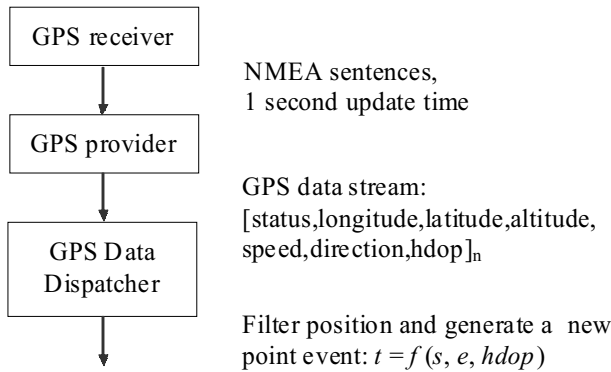 GPS receiver
NMEA sentences,
1 second update time
GPS provider
GPS data stream:
[status,longitude,latitude,altitude,
speed,direction,hdop]n
GPS Data
Dispatcher
Filter position and generate a new
point event: t = f (s, e, hdop)